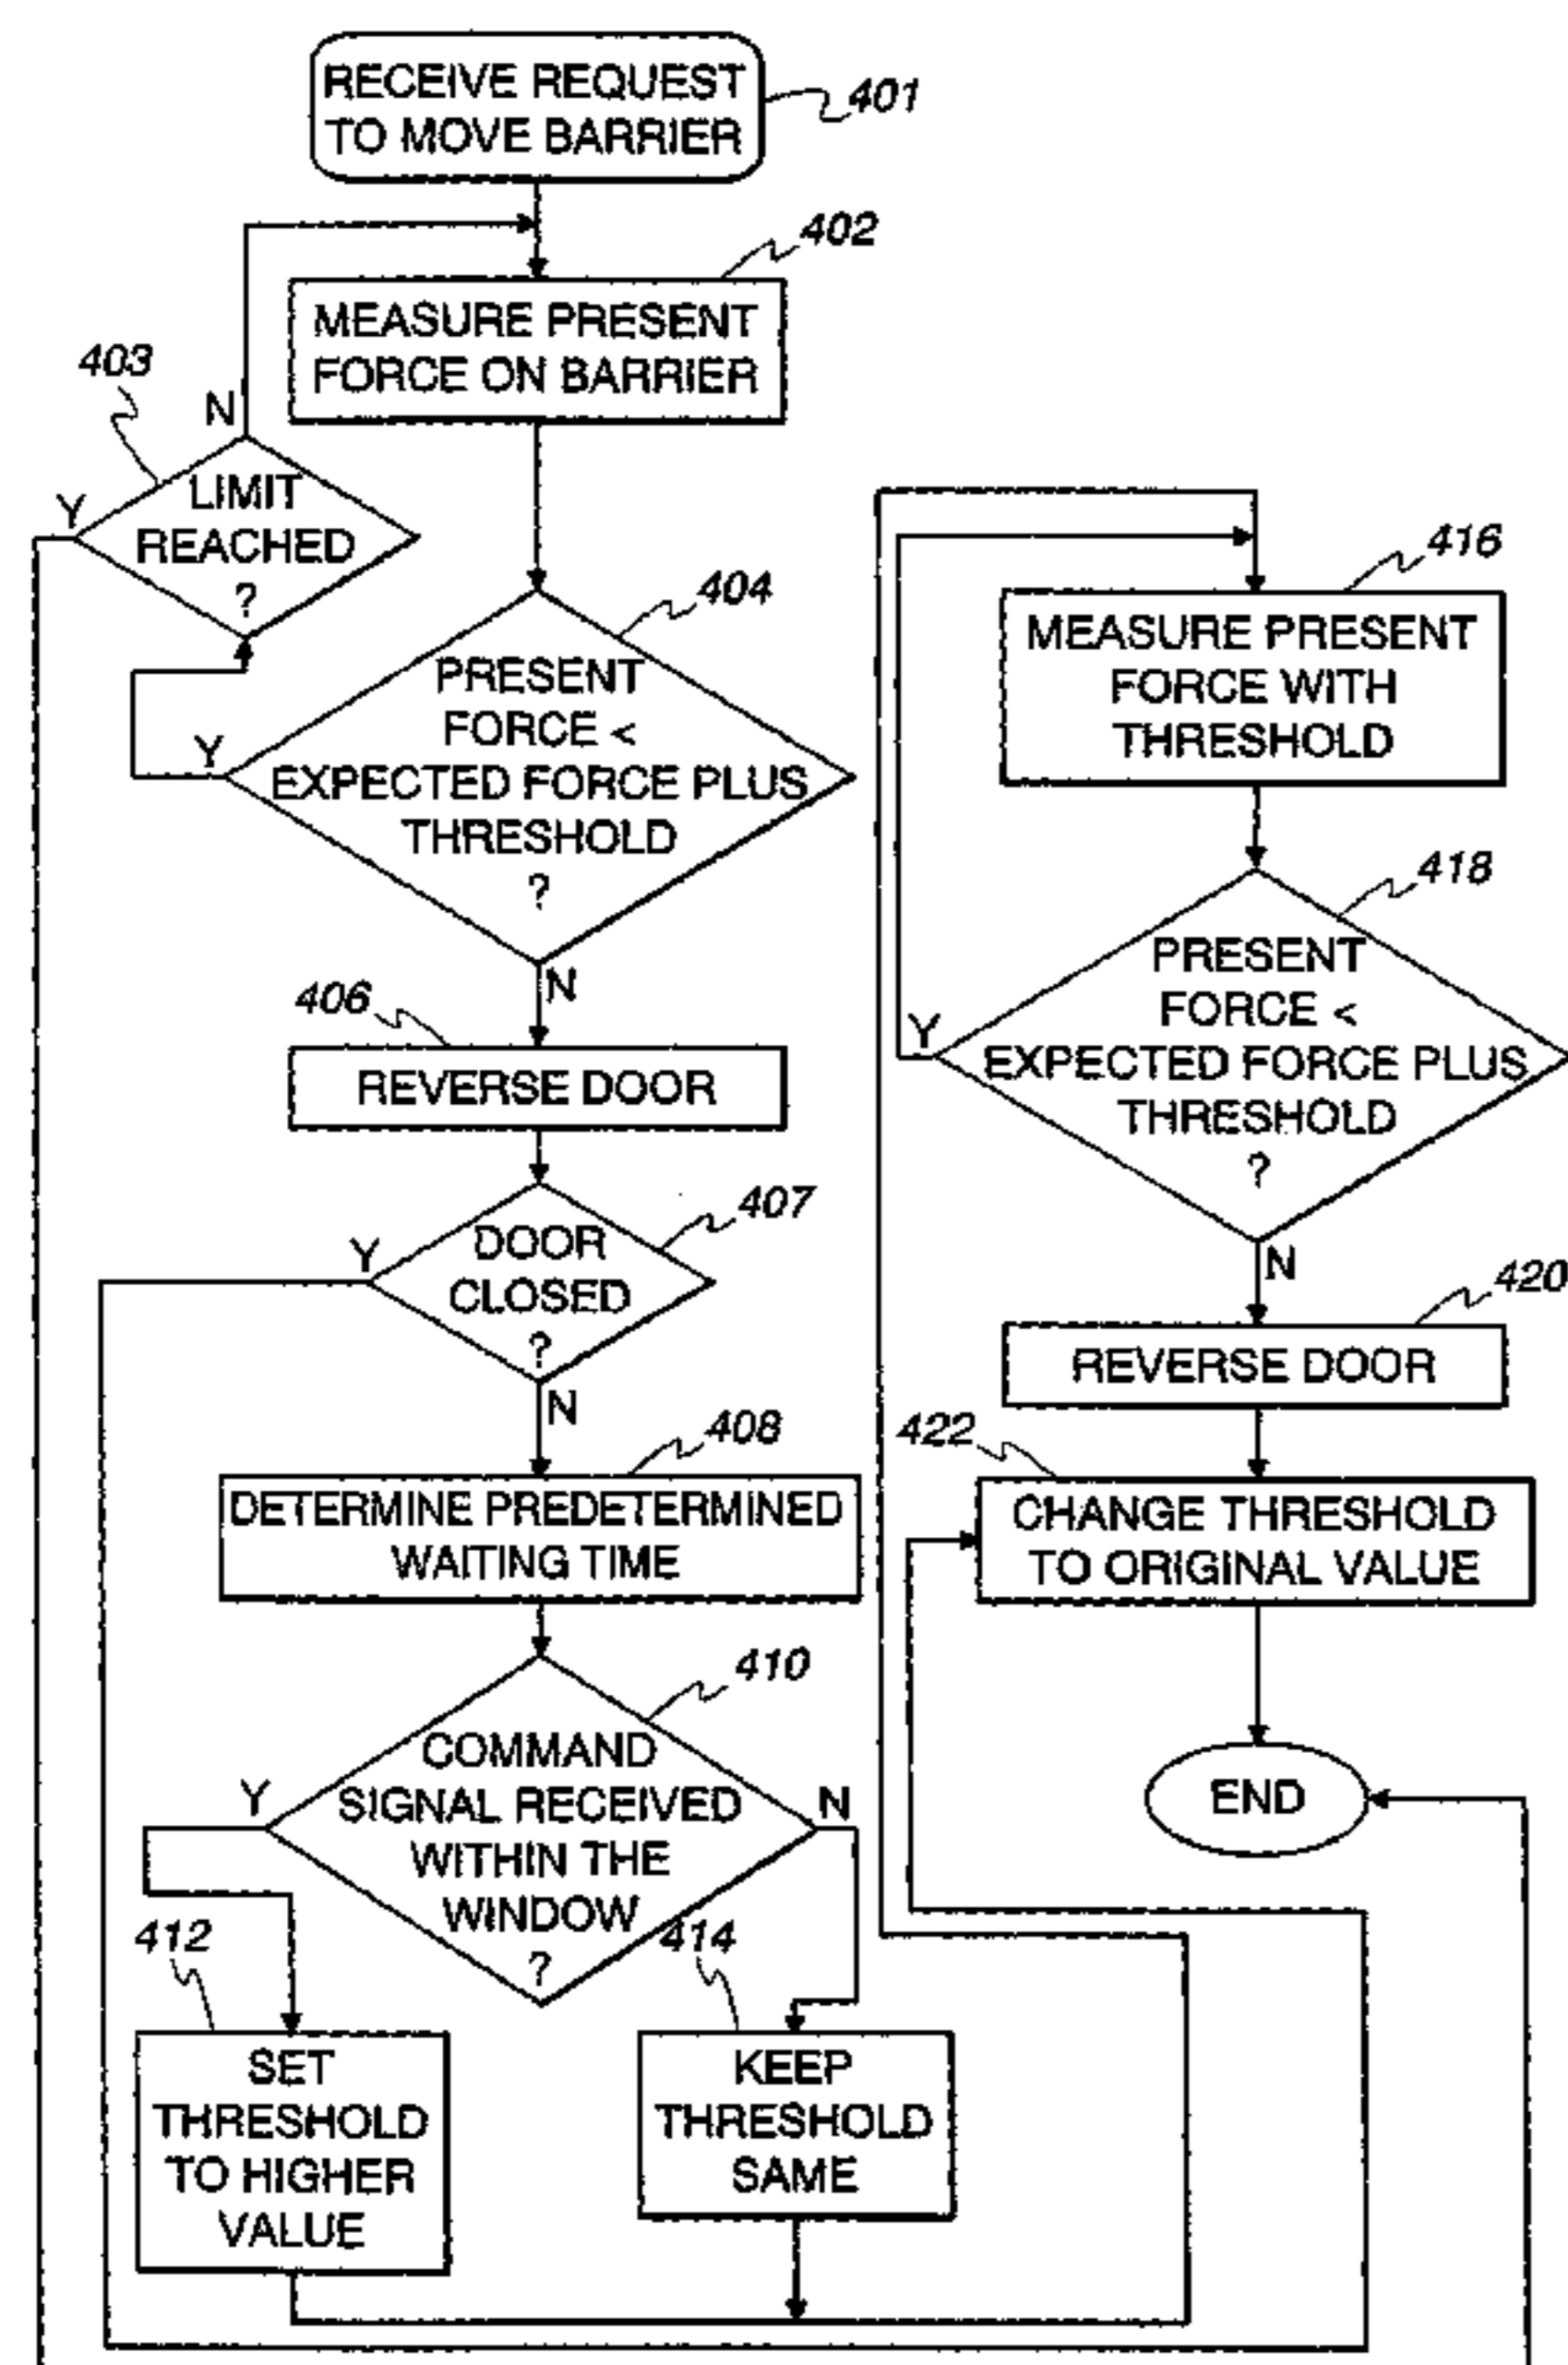 RECEIVE REQUEST
TO MOVE BARRIER
401
402
MEASURE PRESENT
FORCE ON BARRIER
403
N
Y
LIMIT
REACHED
?
404
PRESENT
FORCE <
EXPECTED FORCE PLUS
THRESHOLD
?
Y
N
406
REVERSE DOOR
407
Y
DOOR
CLOSED
?
N
408
DETERMINE PREDETERMINED
WAITING TIME
410
Y
COMMAND
SIGNAL RECEIVED
WITHIN THE
WINDOW
?
N
412
SET
THRESHOLD
TO HIGHER
VALUE
414
KEEP
THRESHOLD
SAME
416
MEASURE PRESENT
FORCE WITH
THRESHOLD
418
PRESENT
FORCE <
EXPECTED FORCE PLUS
THRESHOLD
?
Y
N
420
REVERSE DOOR
422
CHANGE THRESHOLD
TO ORIGINAL VALUE
END